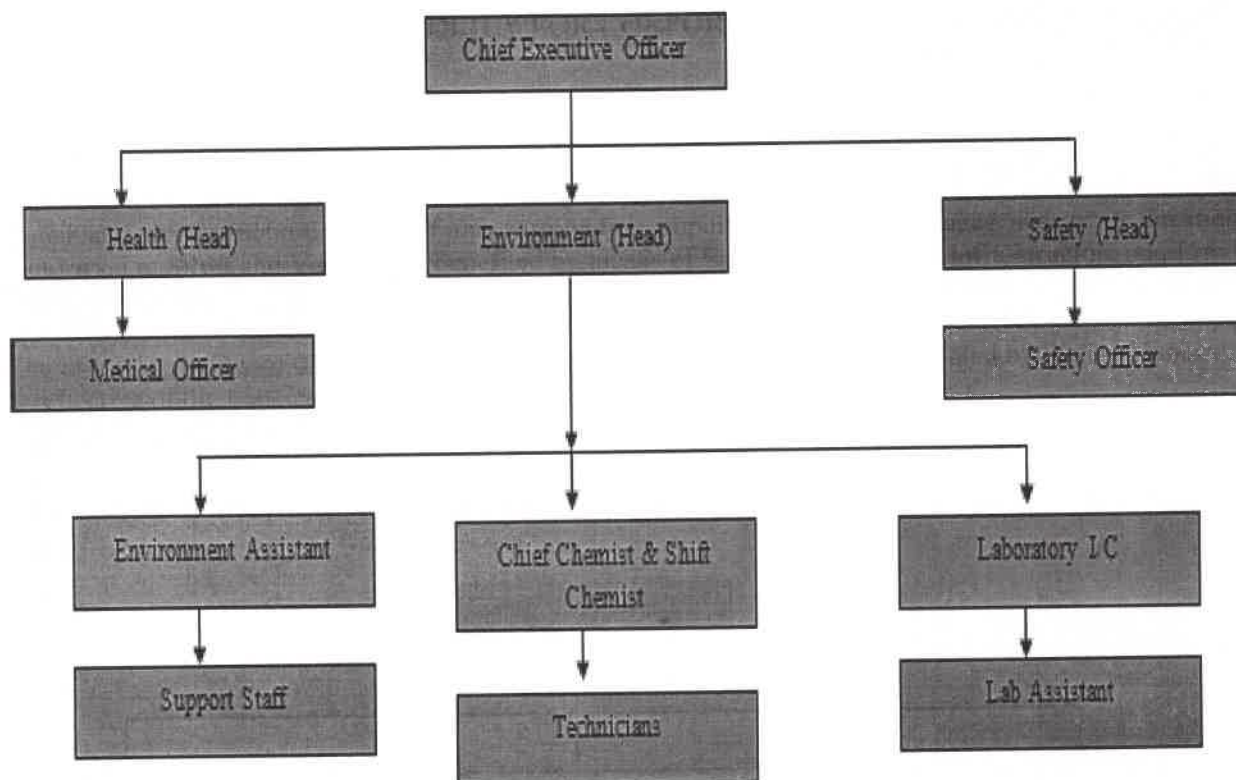 Chief Executive Officer
Health (Head)
Environment (Head)
Safety (Head)
Medical Officer
Safety Officer
Environment Assistant
Chief Chemist & Shift
Chemist
Laboratory I/C
Support Staff
Technicians
Lab Assistant